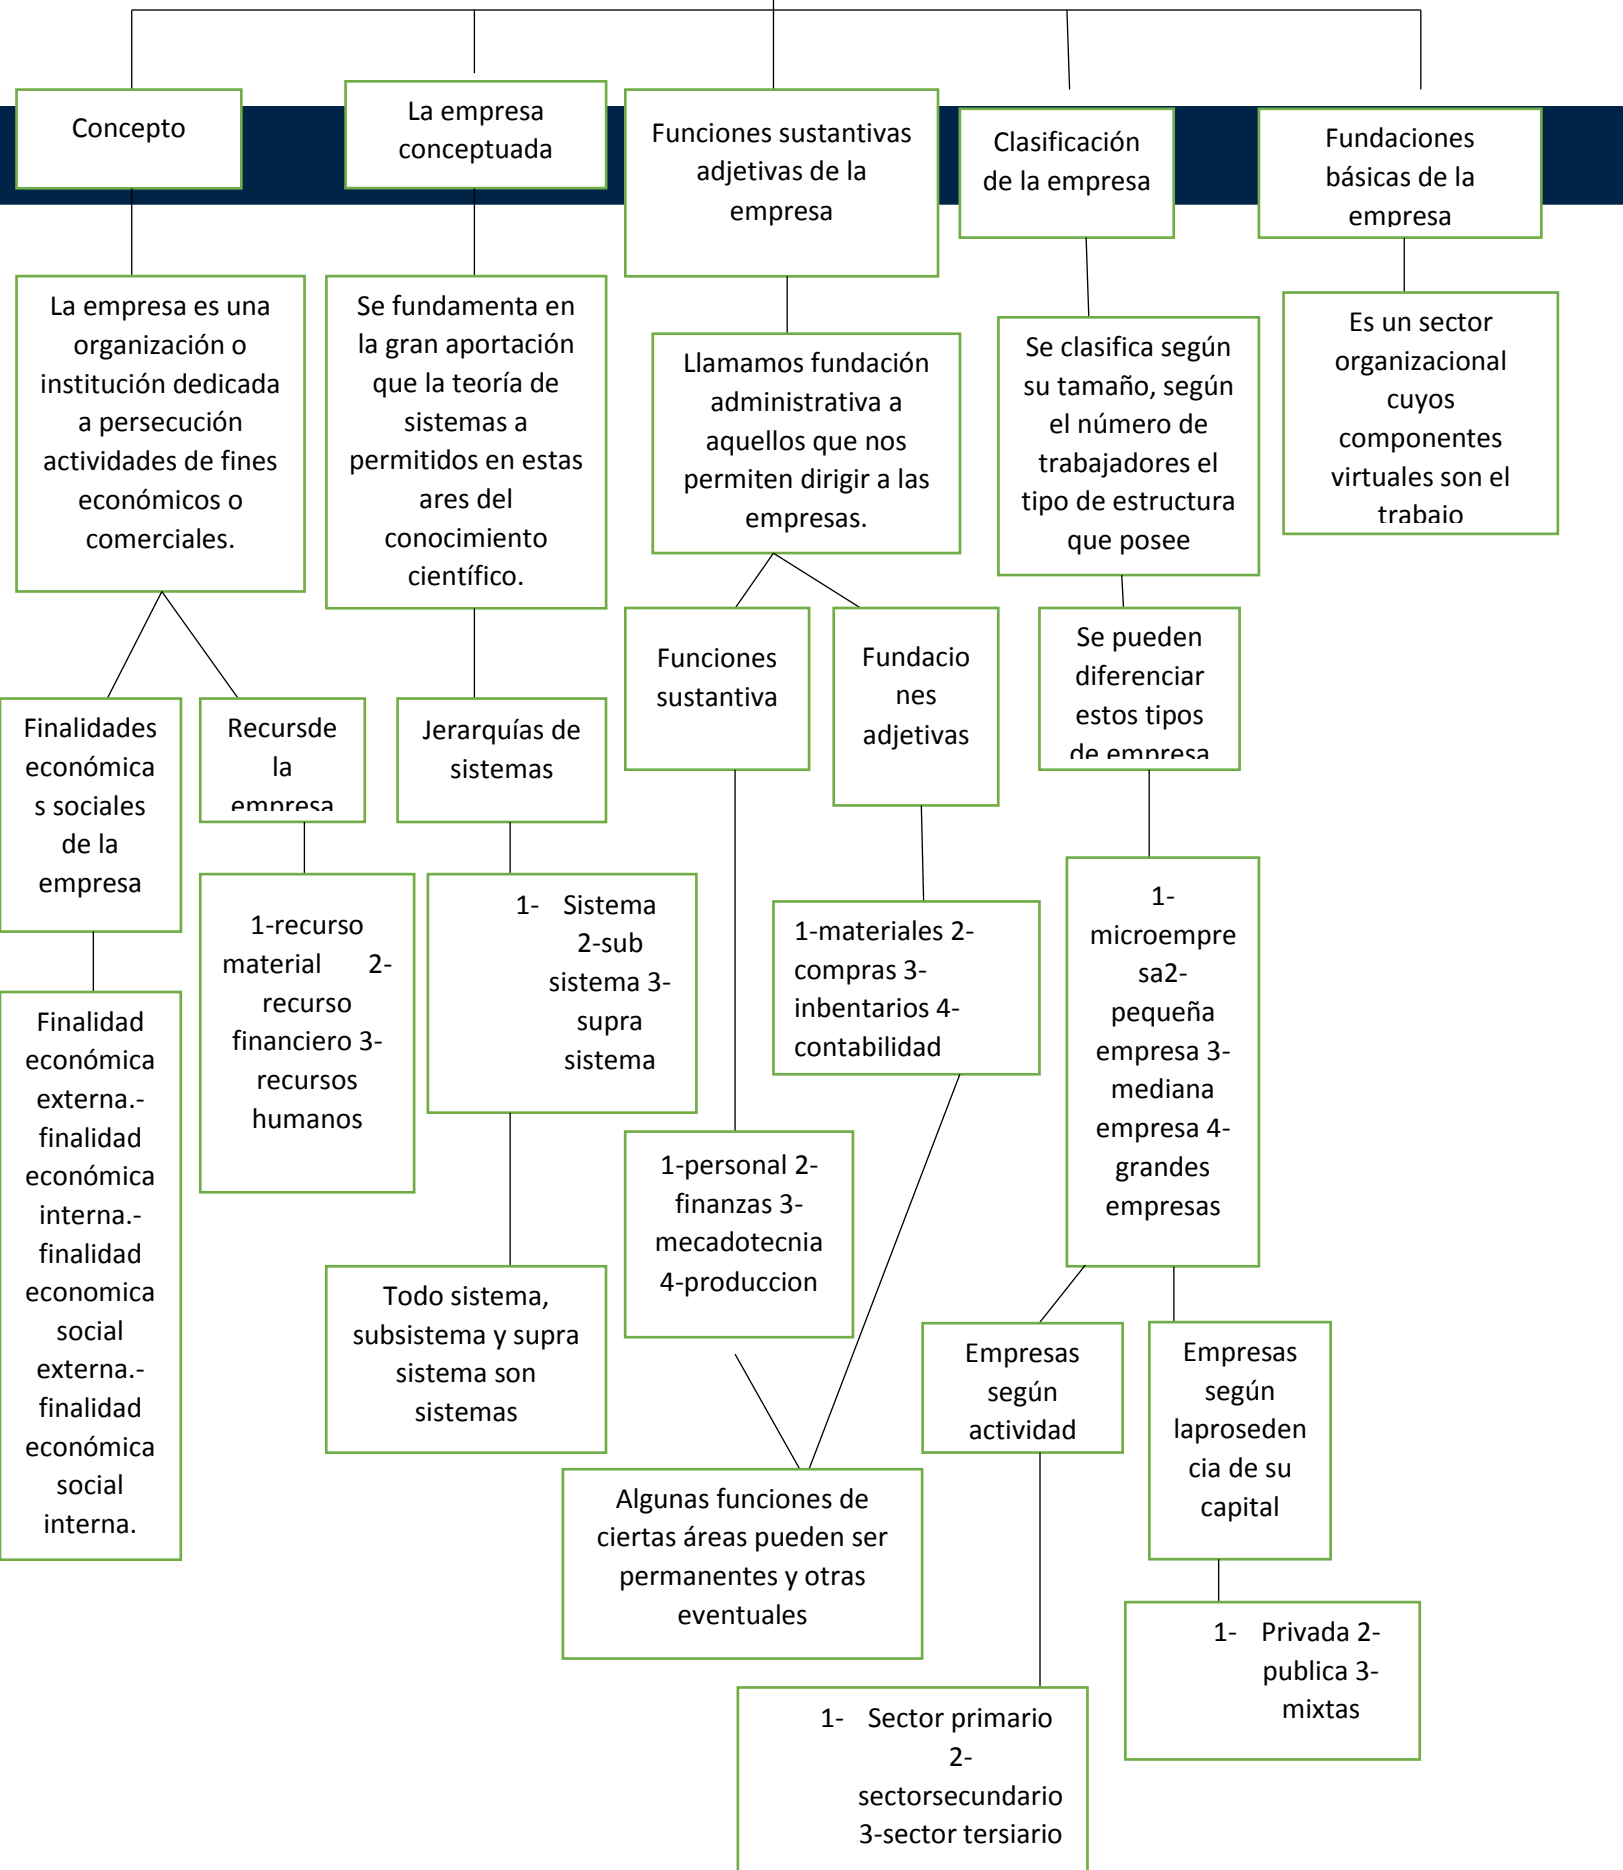 Concepto
La empresa
conceptuada
Funciones sustantivas
adjetivas de la
empresa
Clasificación
de la empresa
Fundaciones
básicas de la
empresa
La empresa es una
organización o
institución dedicada
a persecución
actividades de fines
económicos o
comerciales.
Se fundamenta en
la gran aportación
que la teoría de
sistemas a
permitidos en estas
ares del
conocimiento
científico.
Llamamos fundación
administrativa a
aquellos que nos
permiten dirigir a las
empresas.
Se clasifica según
su tamaño, según
el número de
trabajadores el
tipo de estructura
que posee
Es un sector
organizacional
cuyos
componentes
virtuales son el
trabajo
Funciones
sustantiva
Fundacio
nes
adjetivas
Se pueden
diferenciar
estos tipos
de empresa
Finalidades
económica
s sociales
de la
empresa
Recursde
la
empresa
Jerarquías de
sistemas
1-recurso
material 2-
recurso
financiero 3-
recursos
humanos
1- Sistema
2-sub
sistema 3-
supra
sistema
1-materiales 2-
compras 3-
inbentarios 4-
contabilidad
1-
microempre
sa2-
pequeña
empresa 3-
mediana
empresa 4-
grandes
empresas
Finalidad
económica
externa.-
finalidad
económica
interna.-
finalidad
economica
social
externa.-
finalidad
económica
social
interna.
1-personal 2-
finanzas 3-
mecadotecnia
4-produccion
Todo sistema,
subsistema y supra
sistema son
sistemas
Empresas
según
actividad
Empresas
según
laproseden
cia de su
capital
Algunas funciones de
ciertas áreas pueden ser
permanentes y otras
eventuales
1- Privada 2-
publica 3-
mixtas
1- Sector primario
2-
sectorsecundario
3-sector tersiario